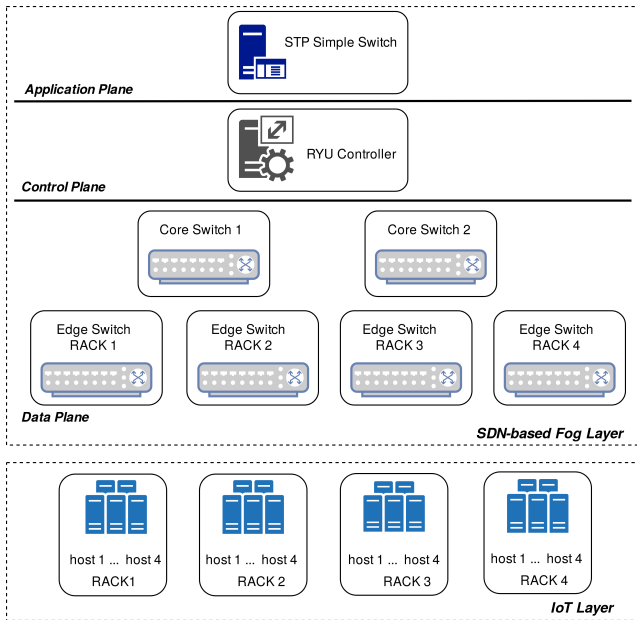 STP Simple Switch
Application Plane
RYU Controller
Control Plane
Core Switch 1
Core Switch 2
Edge Switch
RACK 1
Edge Switch
RACK 2
Edge Switch
RACK 3
Edge Switch
RACK 4
Data Plane
SDN-based Fog Layer
host 1 ... host 4
RACK1
host 1 ... host 4
RACK 2
host 1 ... host 4
RACK 3
host 1 ... host 4
RACK 4
IoT Layer